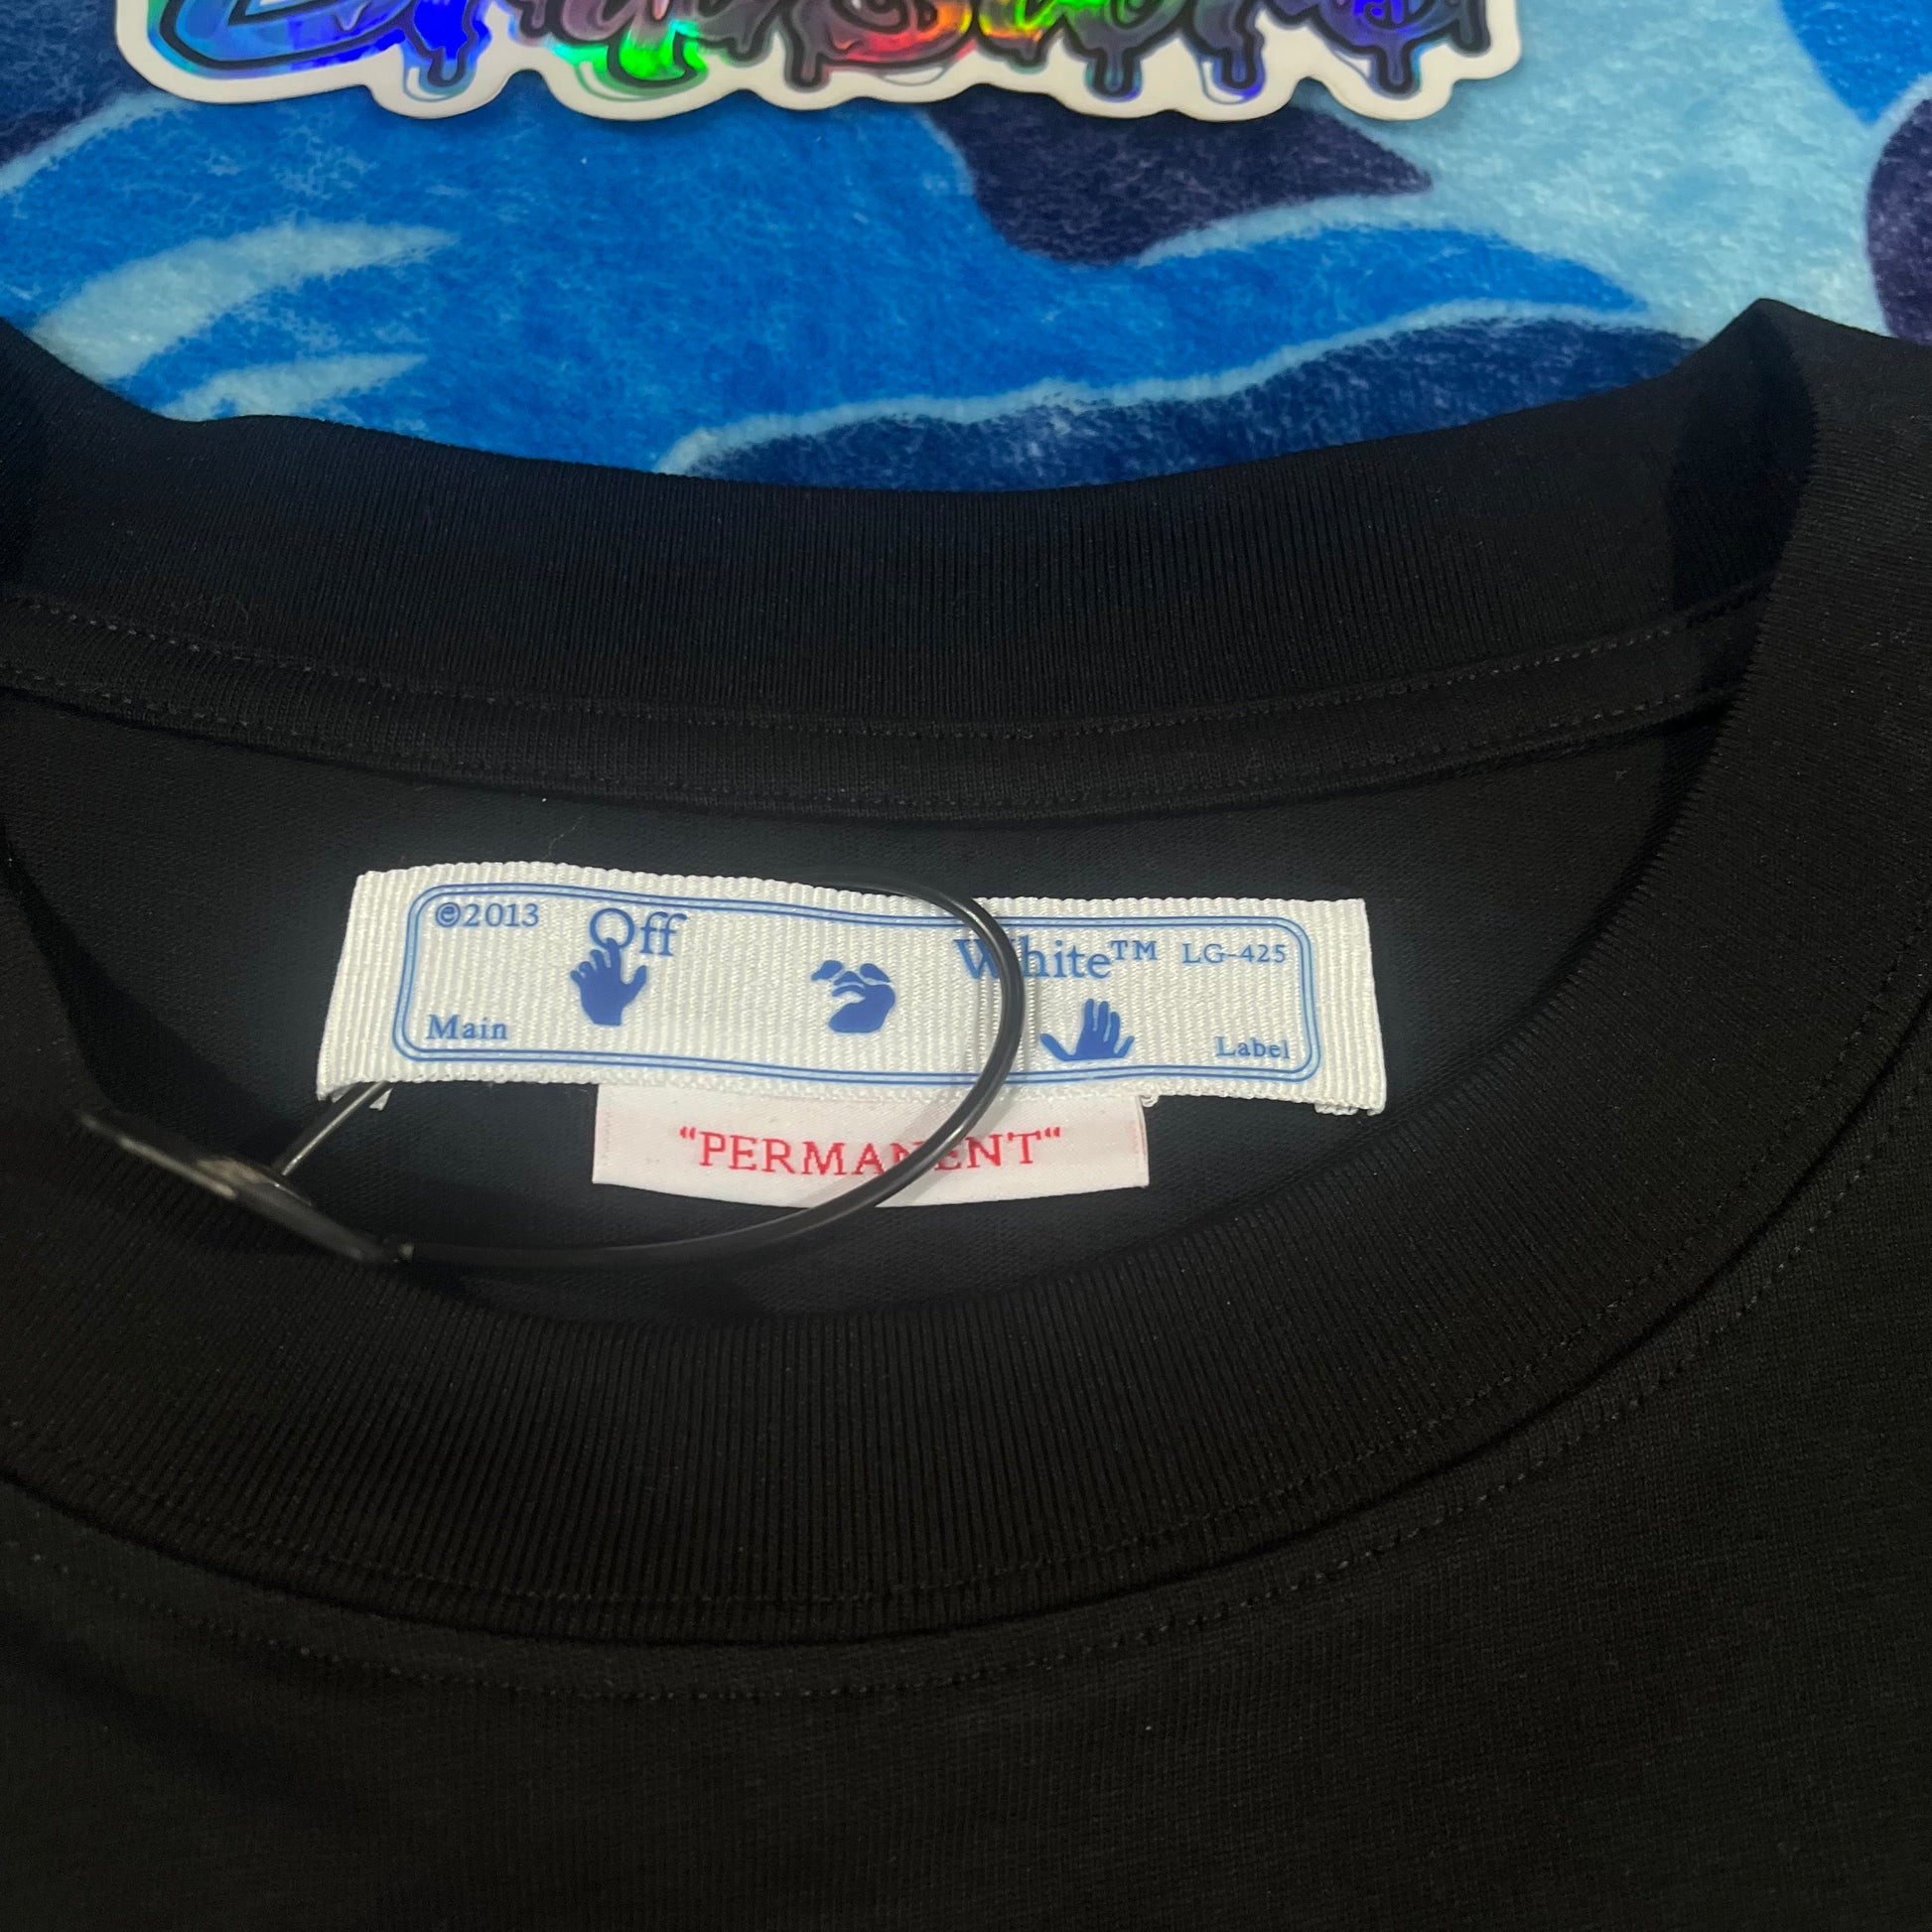 ©2013 Off White™ LG-425
Main Label
“PERMANENT“